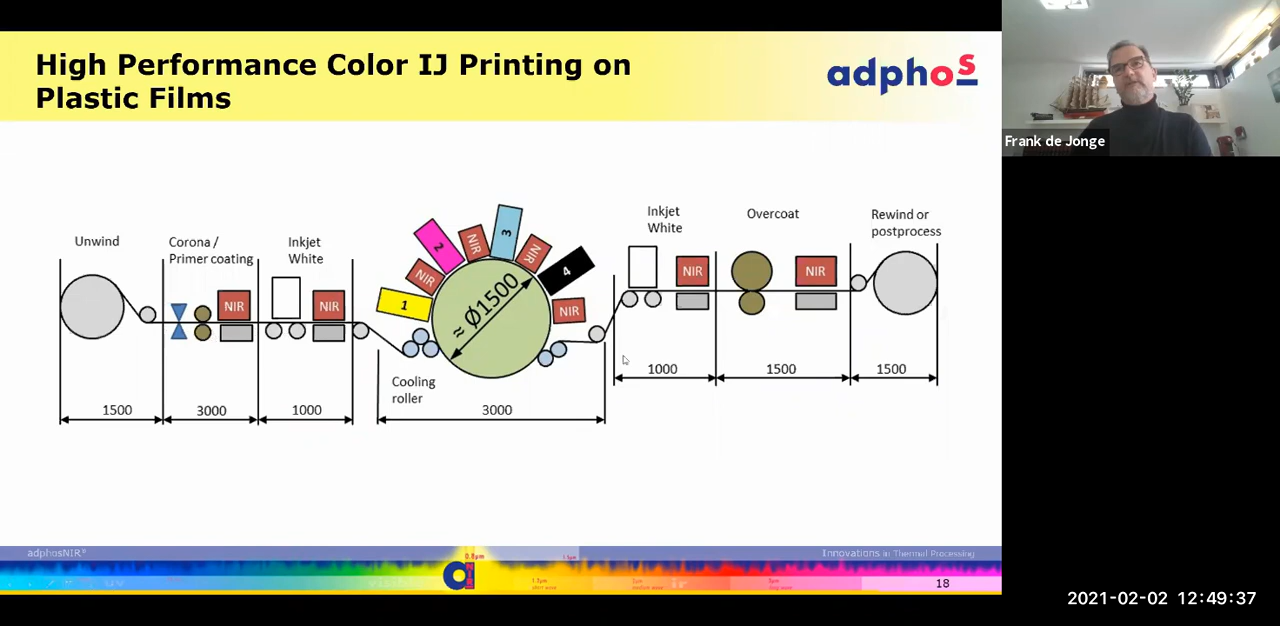 High Performance Color IJ Printing on
Plastic Films
adphos
Frank de Jonge
Unwind
Corona /
Primer coating
Inkjet
White
NIR
NIR
1
NIR
2
NIR
3
NIR
4
NIR
≈ Ø1500
Cooling
roller
Inkjet
White
NIR
Overcoat
NIR
Rewind or
postprocess
1500
3000
1000
3000
1000
1500
1500
adphosNIR®
0.8µm
NIR
Innovations in Thermal Processing
18
2021-02-02 12:49:37